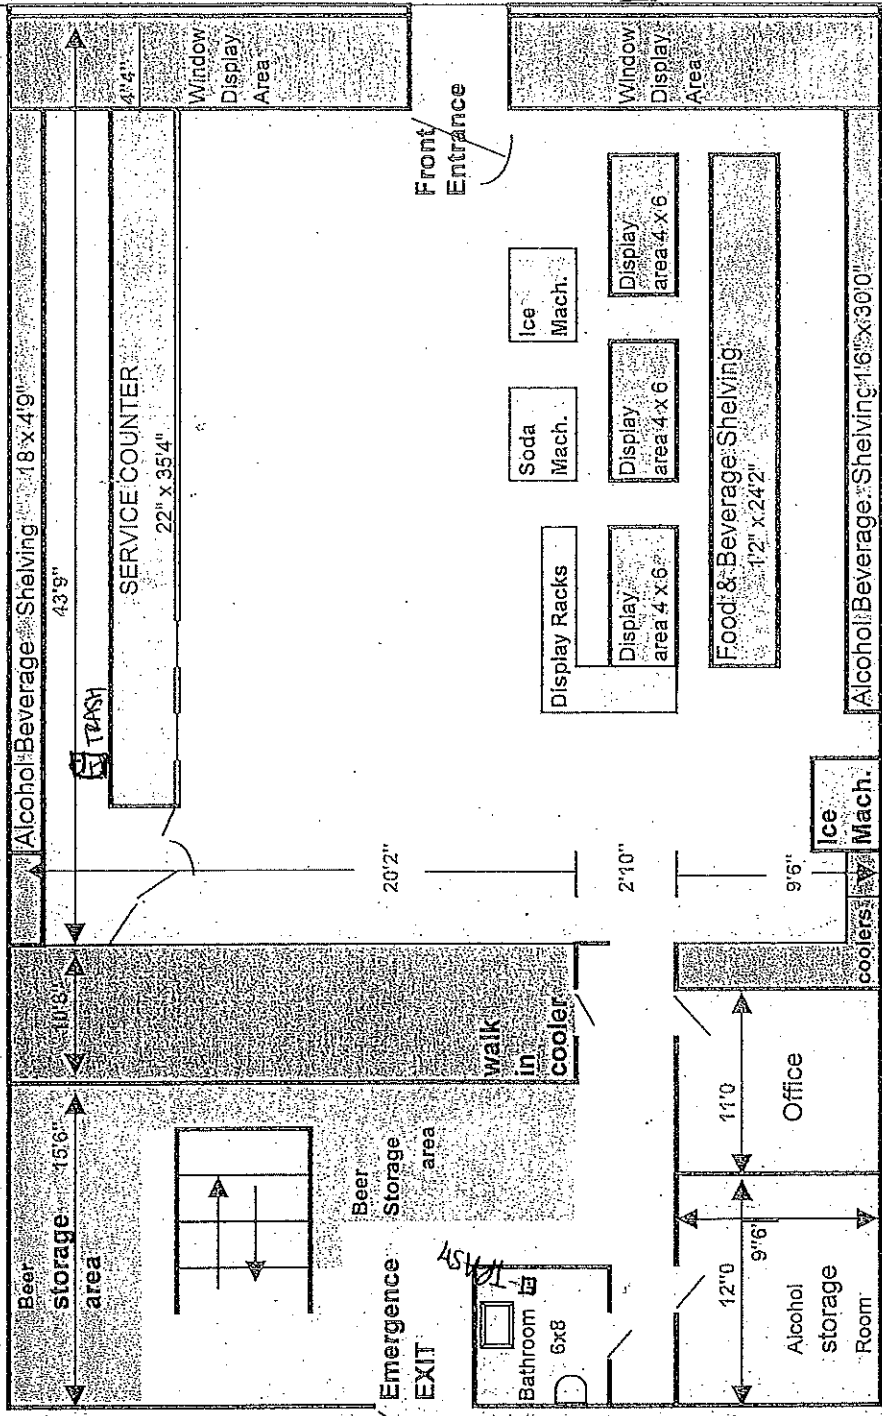 Alcohol Beverage Shelving 18 x 4'9"
43'9"
TRASH
SERVICE COUNTER
22" x 35'4"
4'4"
Window
Display
Area
Front
Entrance
Window
Display
Area
Ice
Mach.
Soda
Mach.
Display Racks
Display
area 4 x 6
Display
area 4 x 6
Display
area 4 x 6
Food & Beverage Shelving
1'2" x 24'2"
Alcohol Beverage Shelving 1'6" x 30'0"
Ice
Mach.
coolers
20'2"
2'10"
9'6"
10'8"
walk
in
cooler
Beer
storage
area
15'6"
Beer
Storage
area
Emergence
EXIT
TRASH
Bathroom
6x8
11'0
Office
12"0
9"6'
Alcohol
storage
Room